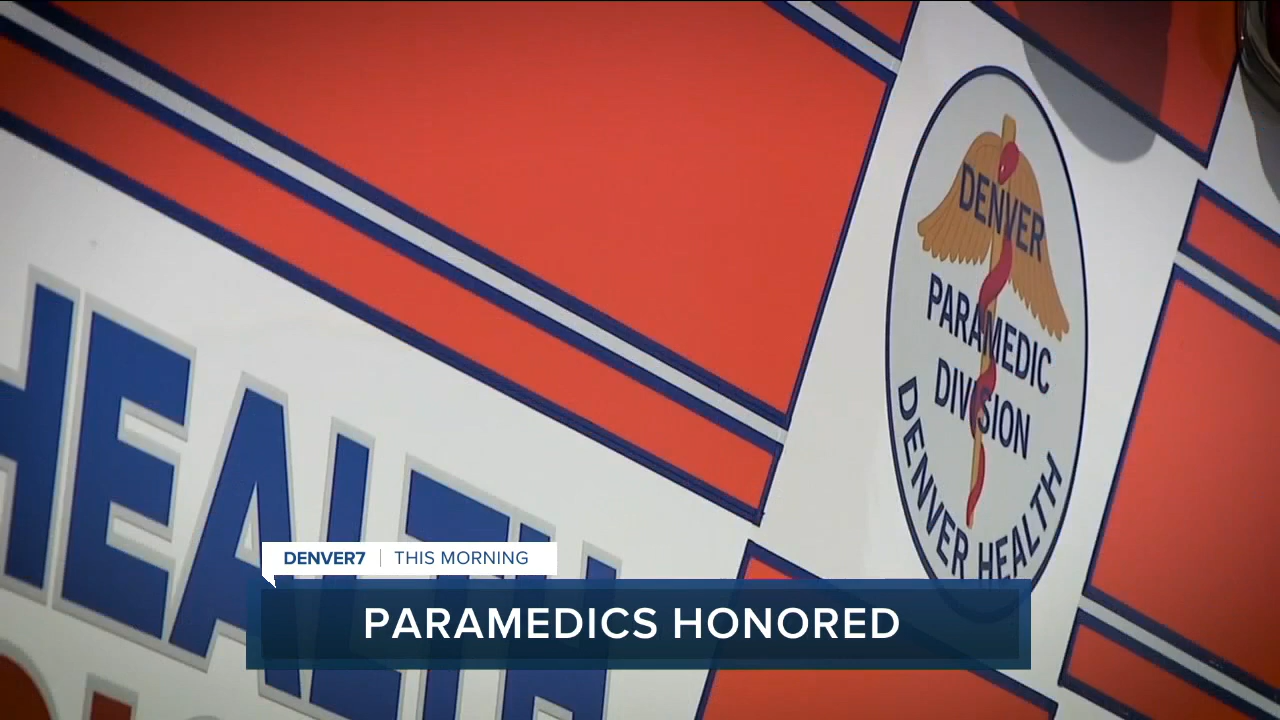 DENVER
PARAMEDIC
DIVISION
DENVER HEALTH
HEALTH
DENVER7 | THIS MORNING
PARAMEDICS HONORED